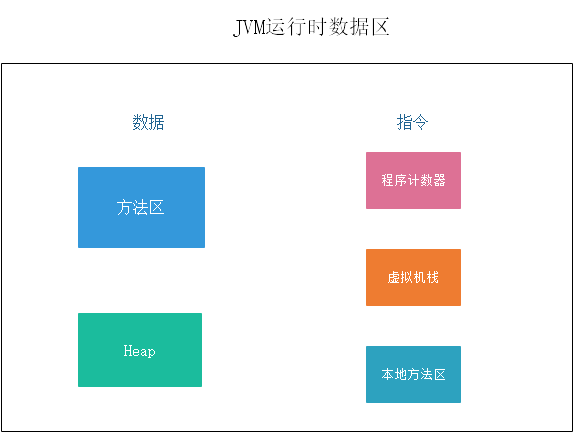 JVM运行时数据区
数据
方法区
Heap
指令
程序计数器
虚拟机栈
本地方法区